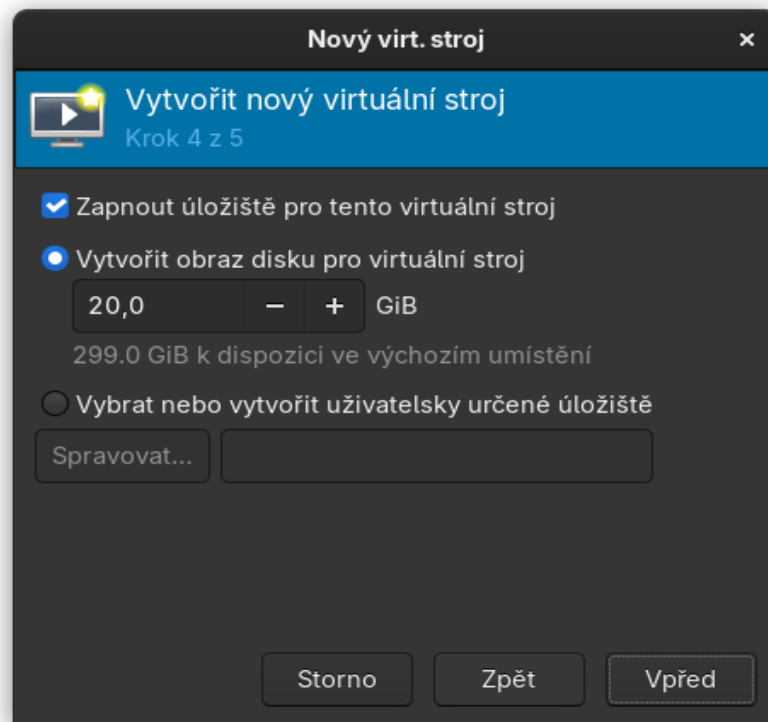 Nový virt. stroj
Vytvořit nový virtuální stroj
Krok 4 z 5
Zapnout úložiště pro tento virtuální stroj
Vytvořit obraz disku pro virtuální stroj
20,0 − + GiB
299.0 GiB k dispozici ve výchozím umístění
Vybrat nebo vytvořit uživatelsky určené úložiště
Spravovat...
Storno Zpět Vpřed